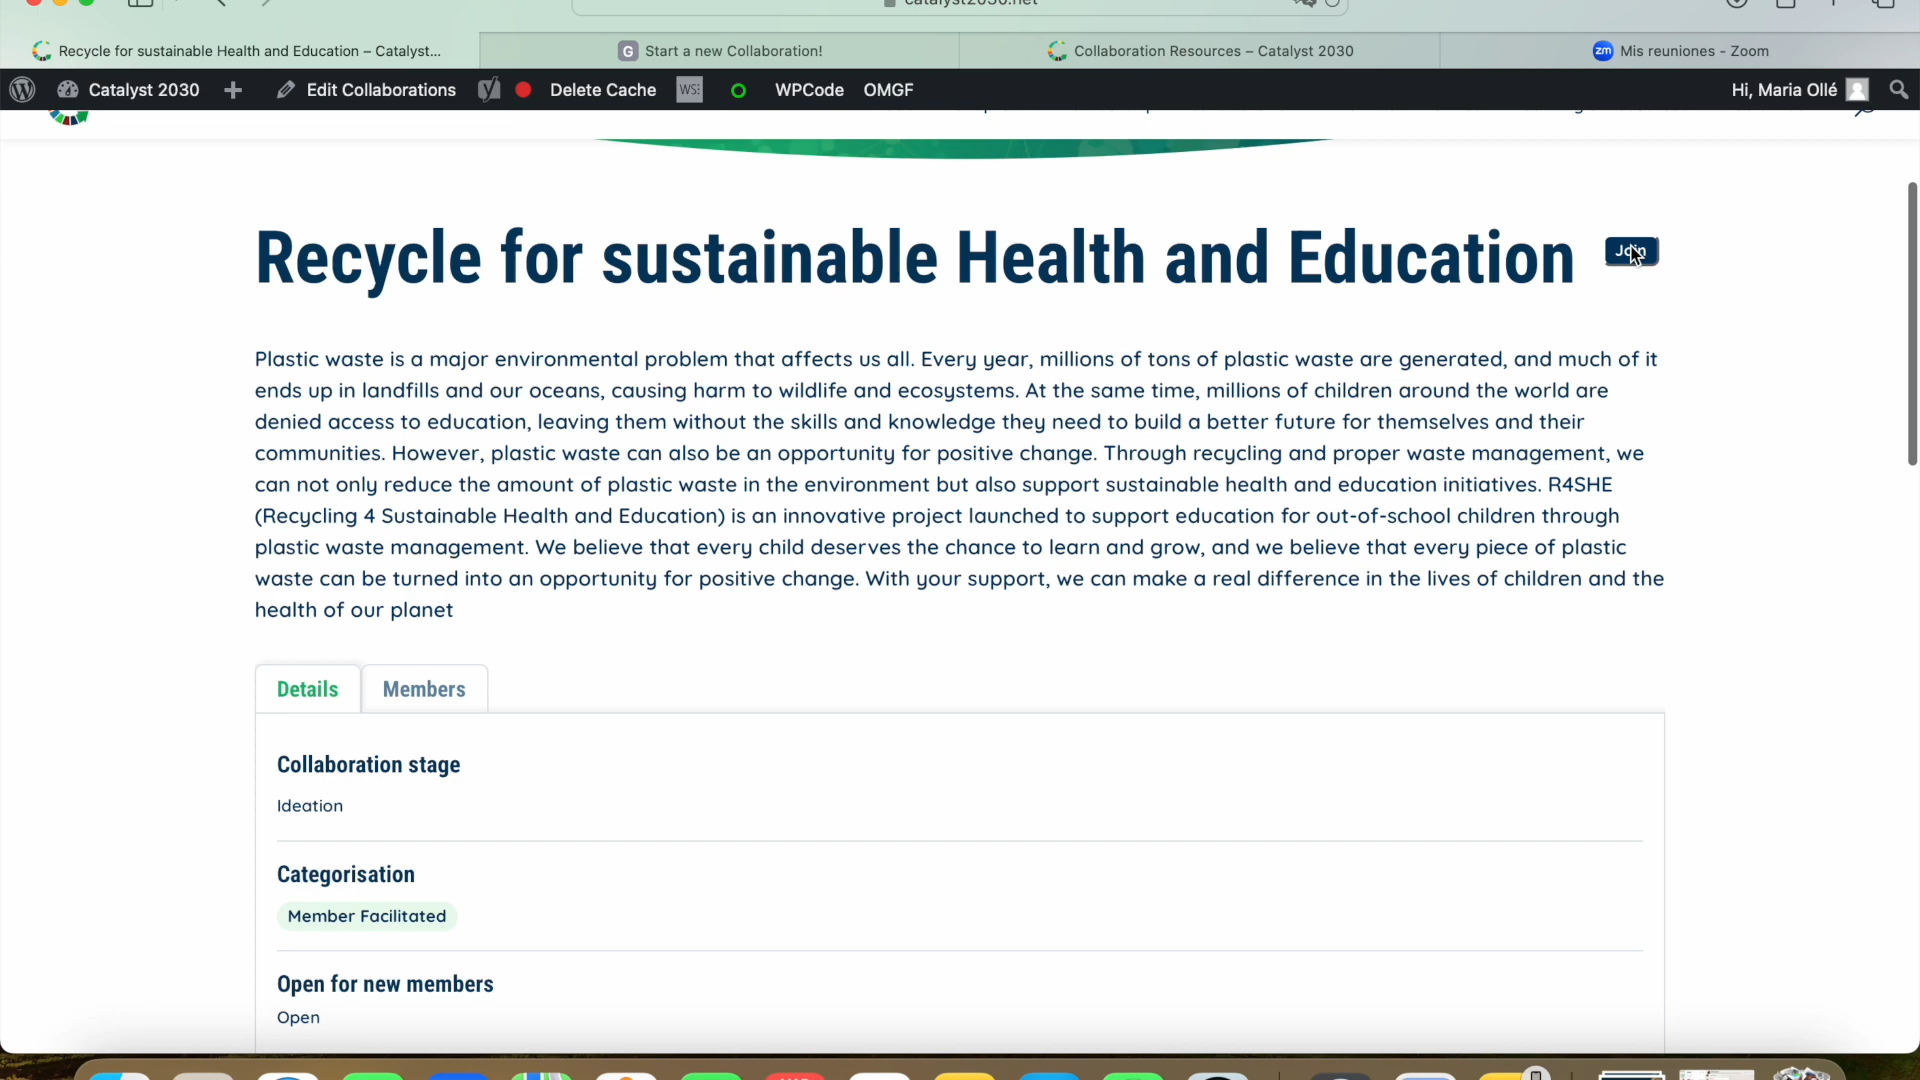 catalyst2030.net
Recycle for sustainable Health and Education – Catalyst...
Start a new Collaboration!
Collaboration Resources – Catalyst 2030
Mis reuniones - Zoom
Catalyst 2030
Edit Collaborations
Delete Cache
WPCode
OMGF
Hi, Maria Ollé
Recycle for sustainable Health and Education
Join
Plastic waste is a major environmental problem that affects us all. Every year, millions of tons of plastic waste are generated, and much of it
ends up in landfills and our oceans, causing harm to wildlife and ecosystems. At the same time, millions of children around the world are
denied access to education, leaving them without the skills and knowledge they need to build a better future for themselves and their
communities. However, plastic waste can also be an opportunity for positive change. Through recycling and proper waste management, we
can not only reduce the amount of plastic waste in the environment but also support sustainable health and education initiatives. R4SHE
(Recycling 4 Sustainable Health and Education) is an innovative project launched to support education for out-of-school children through
plastic waste management. We believe that every child deserves the chance to learn and grow, and we believe that every piece of plastic
waste can be turned into an opportunity for positive change. With your support, we can make a real difference in the lives of children and the
health of our planet
Details
Members
Collaboration stage
Ideation
Categorisation
Member Facilitated
Open for new members
Open